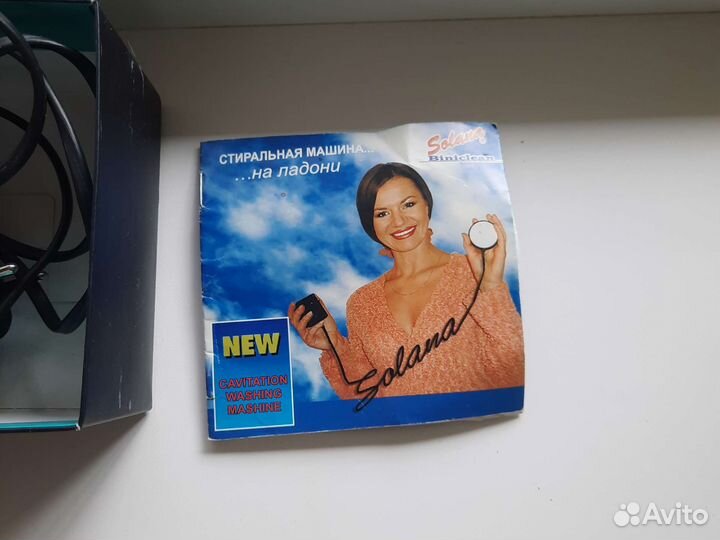 СТИРАЛЬНАЯ МАШИНА...
...на ладони
Solana
Biniclean
NEW
CAVITATION
WASHING
MASHINE
Solana
Avito